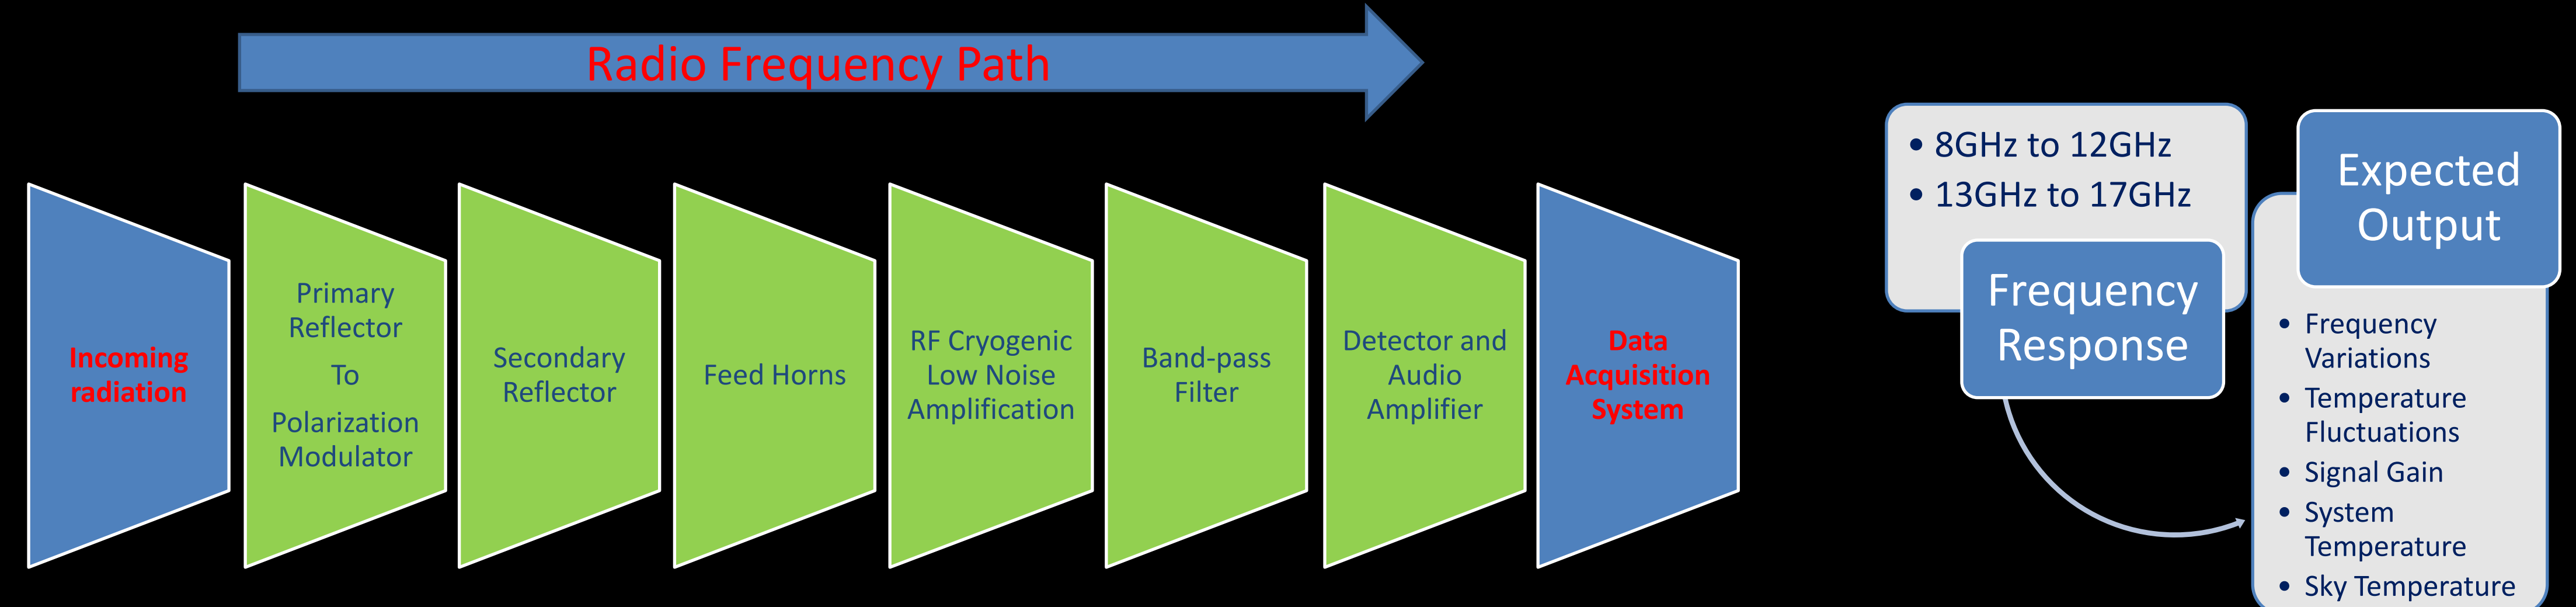 Radio Frequency Path
Incoming
radiation
Primary
Reflector
To
Polarization
Modulator
Secondary
Reflector
Feed Horns
RF Cryogenic
Low Noise
Amplification
Band-pass
Filter
Detector and
Audio
Amplifier
Data
Acquisition
System
• 8GHz to 12GHz
• 13GHz to 17GHz
Frequency
Response
Expected
Output
• Frequency
Variations
• Temperature
Fluctuations
• Signal Gain
• System
Temperature
• Sky Temperature